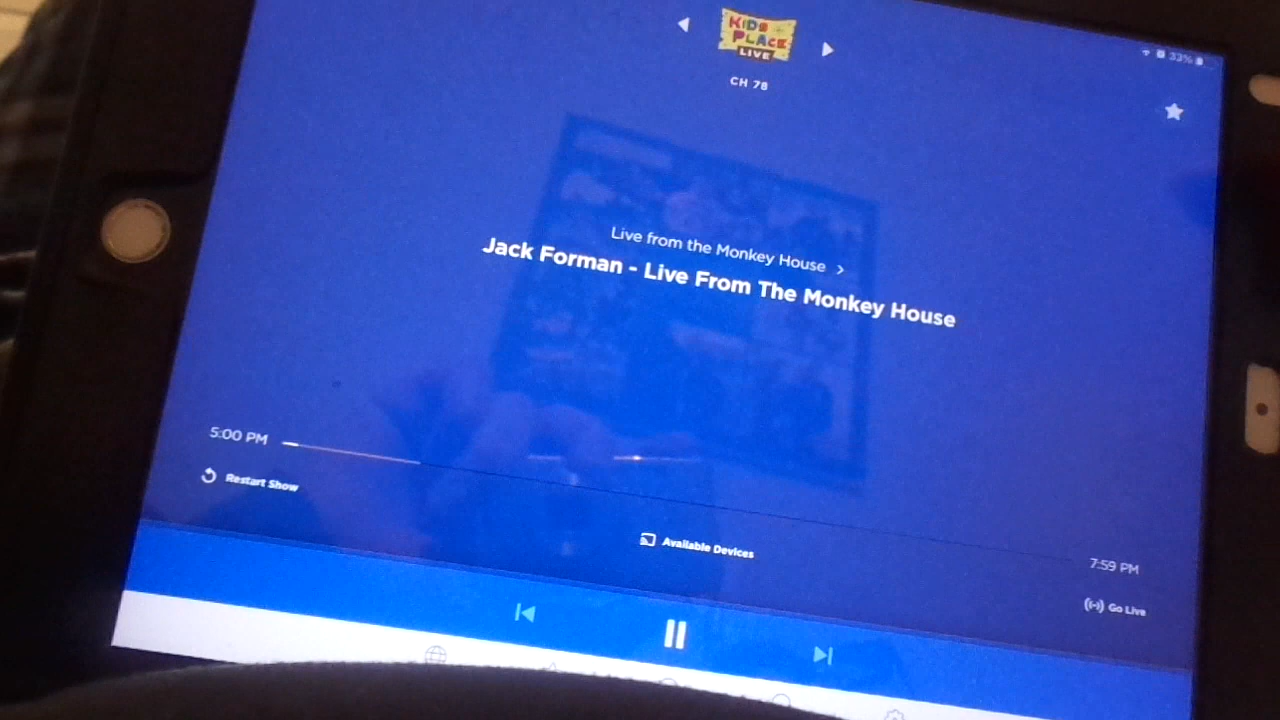 KIDS
PLACE
LIVE
33%
CH 78
Live from the Monkey House
Jack Forman - Live From The Monkey House
5:00 PM
Restart Show
Available Devices
7:59 PM
Go Live